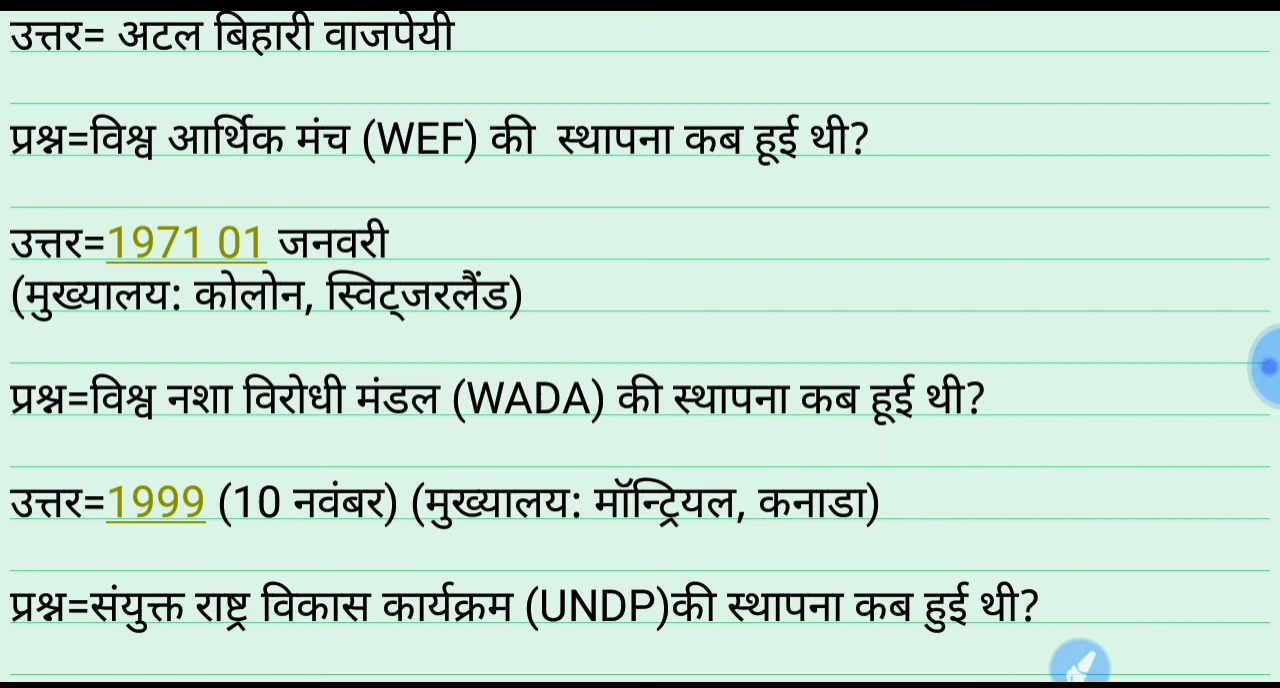 उत्तर= अटल बिहारी वाजपेयी
प्रश्न=विश्व आर्थिक मंच (WEF) की  स्थापना कब हूई थी?
उत्तर=1971 01 जनवरी
(मुख्यालय: कोलोन, स्विट्जरलैंड)
प्रश्न=विश्व नशा विरोधी मंडल (WADA) की स्थापना कब हूई थी?
उत्तर=1999 (10 नवंबर) (मुख्यालय: मॉन्ट्रियल, कनाडा)
प्रश्न=संयुक्त राष्ट्र विकास कार्यक्रम (UNDP)की स्थापना कब हुई थी?